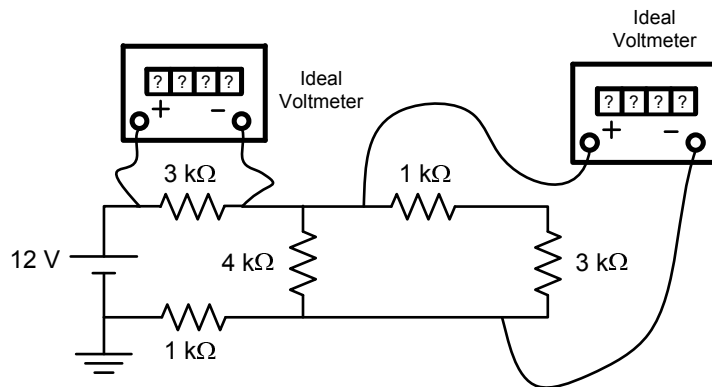 Ideal
Voltmeter
? ? ? ?
+ −
Ideal
Voltmeter
? ? ? ?
+ −
3 kΩ
1 kΩ
12 V
4 kΩ
3 kΩ
1 kΩ